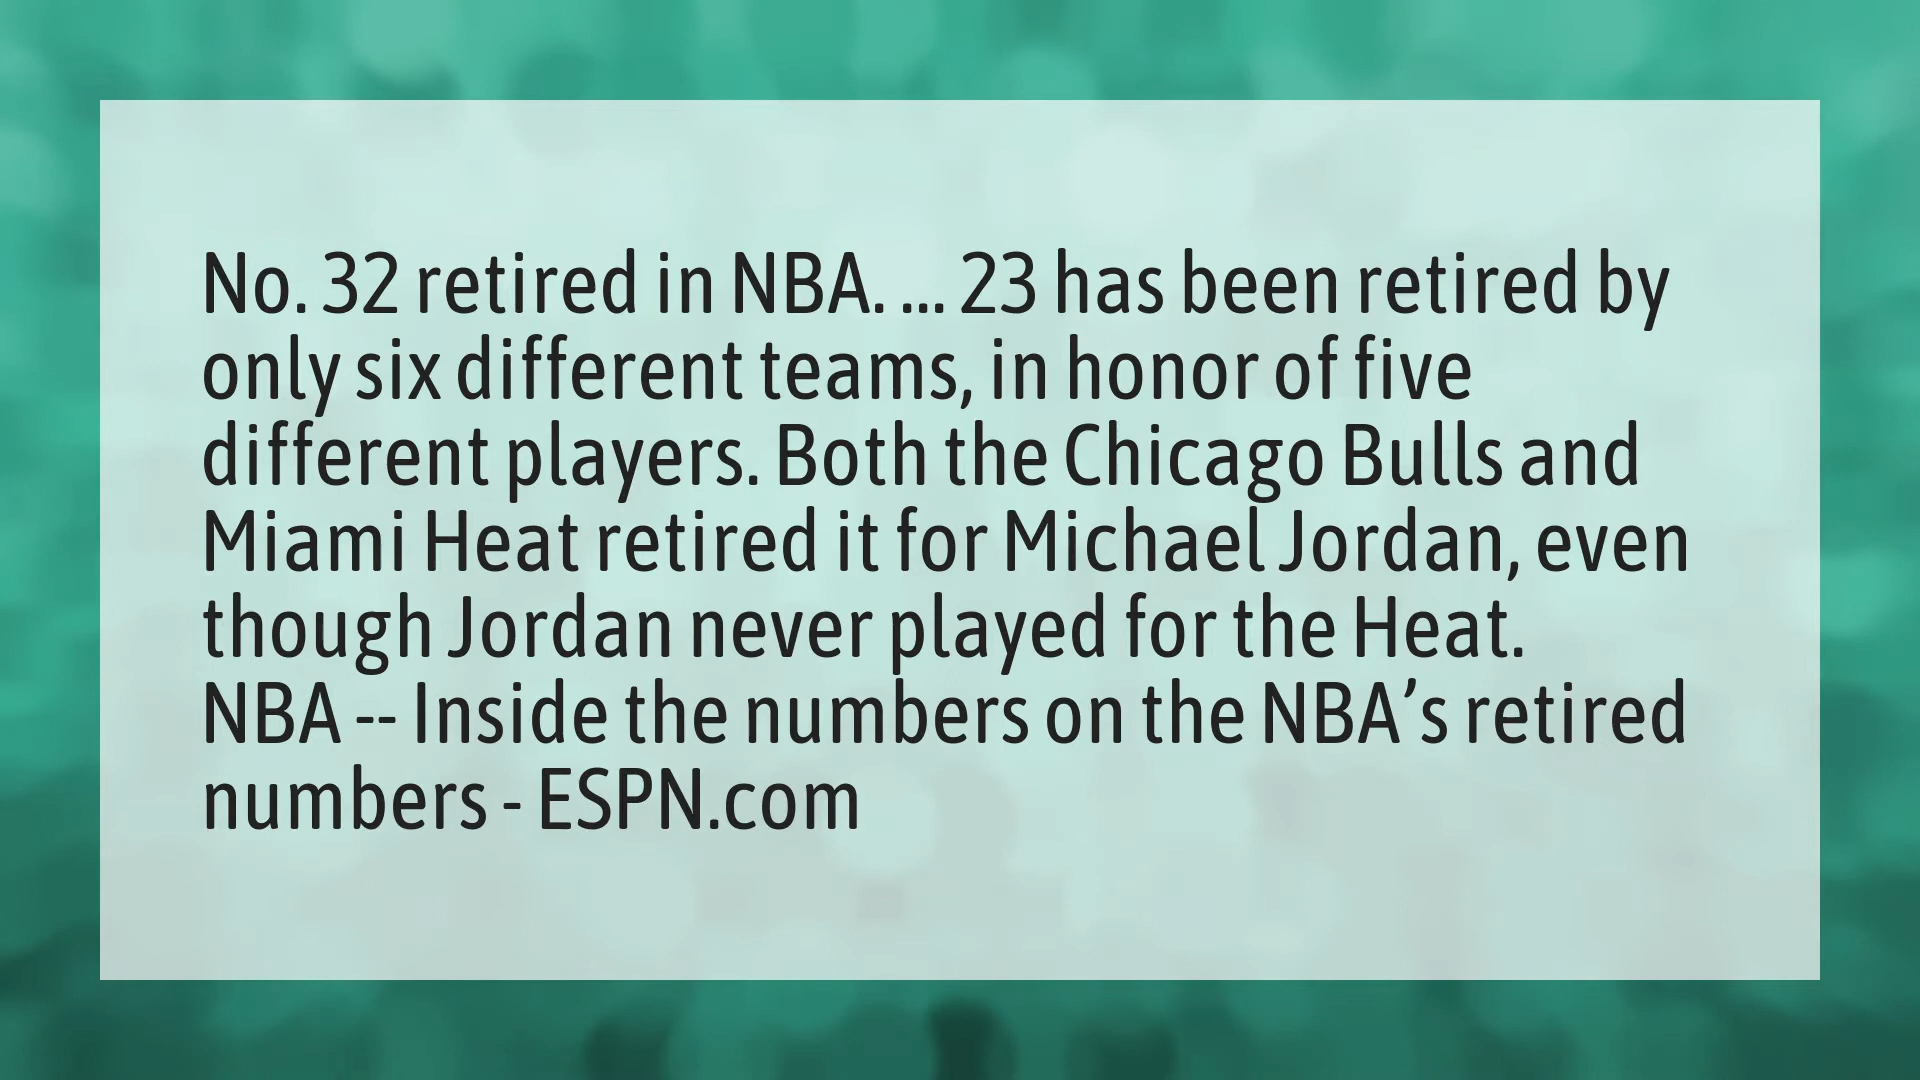 No. 32 retired in NBA. ... 23 has been retired by
only six different teams, in honor of five
different players. Both the Chicago Bulls and
Miami Heat retired it for Michael Jordan, even
though Jordan never played for the Heat.
NBA -- Inside the numbers on the NBA’s retired
numbers - ESPN.com